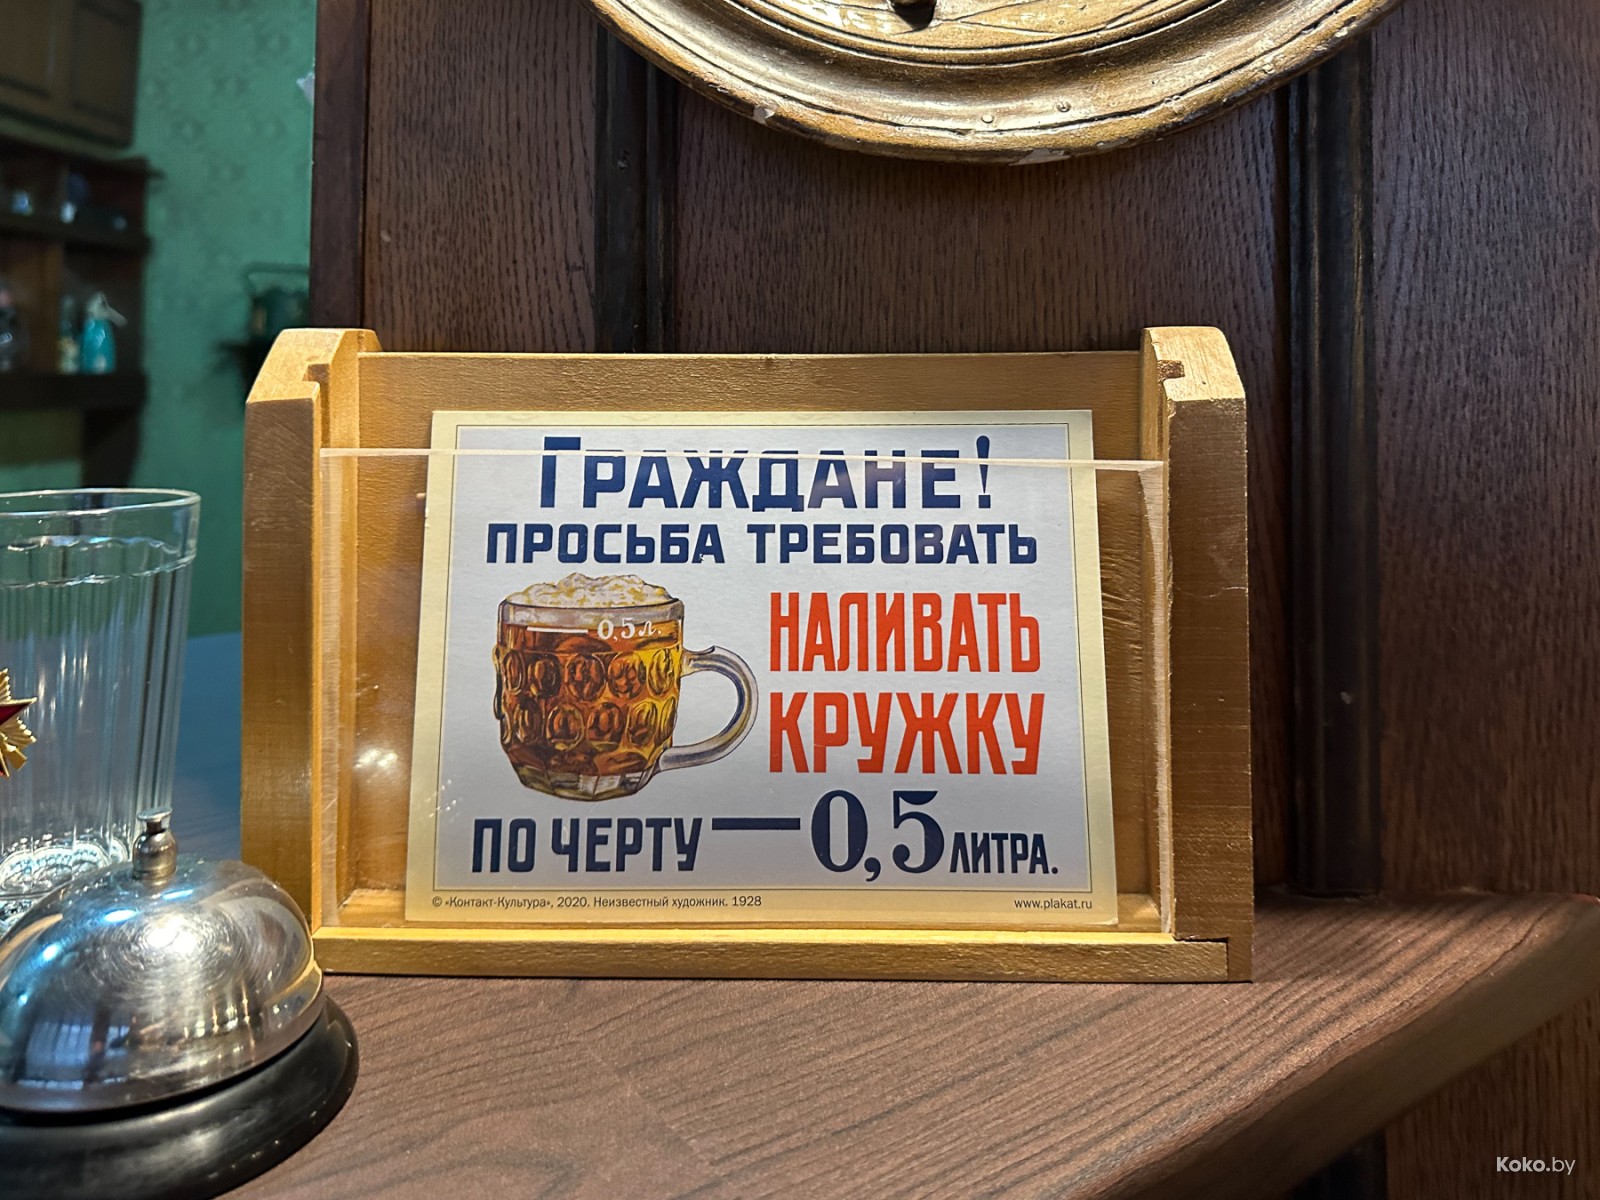 ГРАЖДАНЕ!
ПРОСЬБА ТРЕБОВАТЬ
0,5 л.
НАЛИВАТЬ
КРУЖКУ
ПО ЧЕРТУ — 0,5 ЛИТРА.
© «Контакт-Культура», 2020. Неизвестный художник. 1928
www.plakat.ru
Koko.by